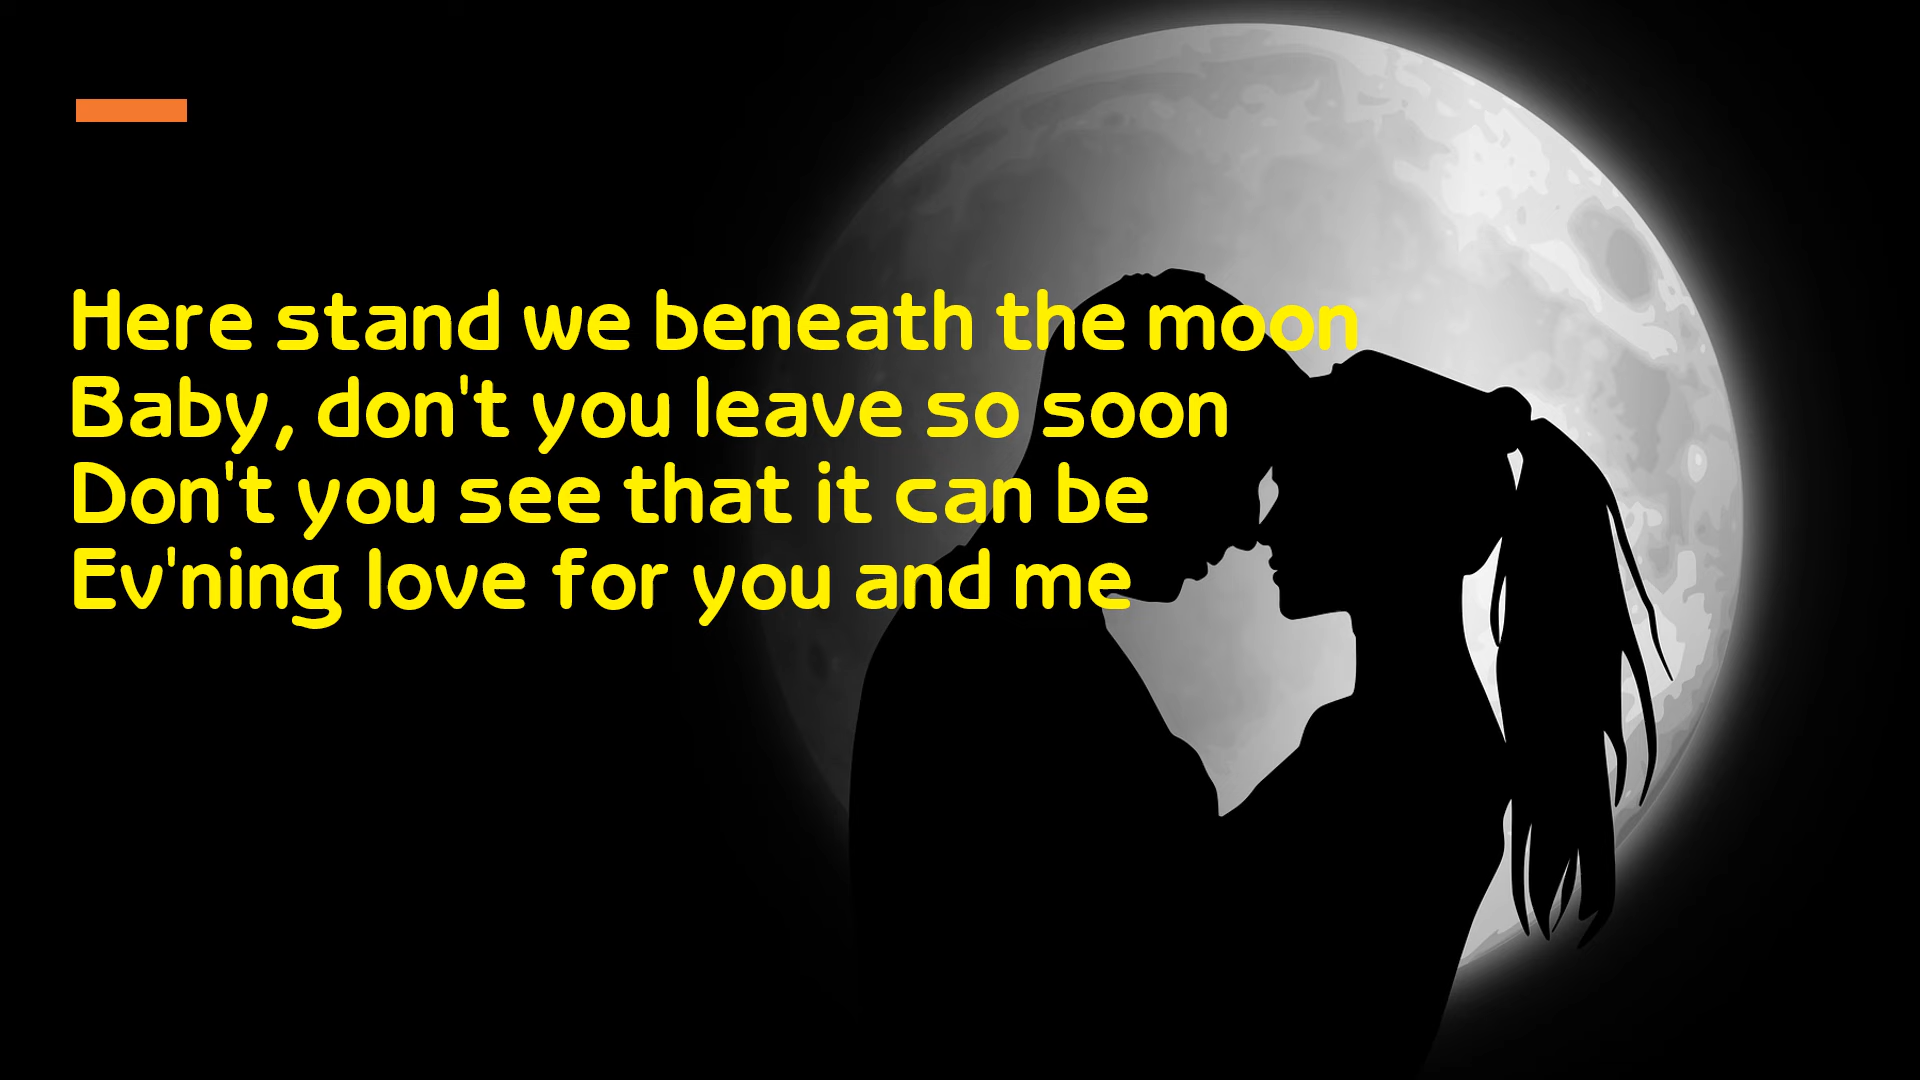 Here stand we beneath the moon
Baby, don't you leave so soon
Don't you see that it can be
Ev'ning love for you and me